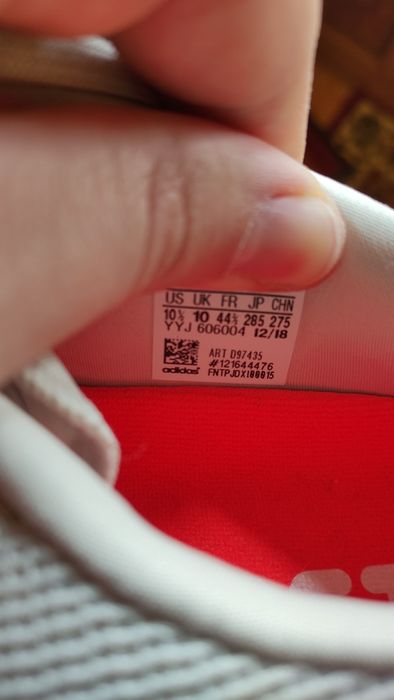 US UK FR JP CHN
10½ 10 44⅔ 285 275
YYJ 606004 12/18
ART D97435
#121644476
adidas FNTPJDXI00015